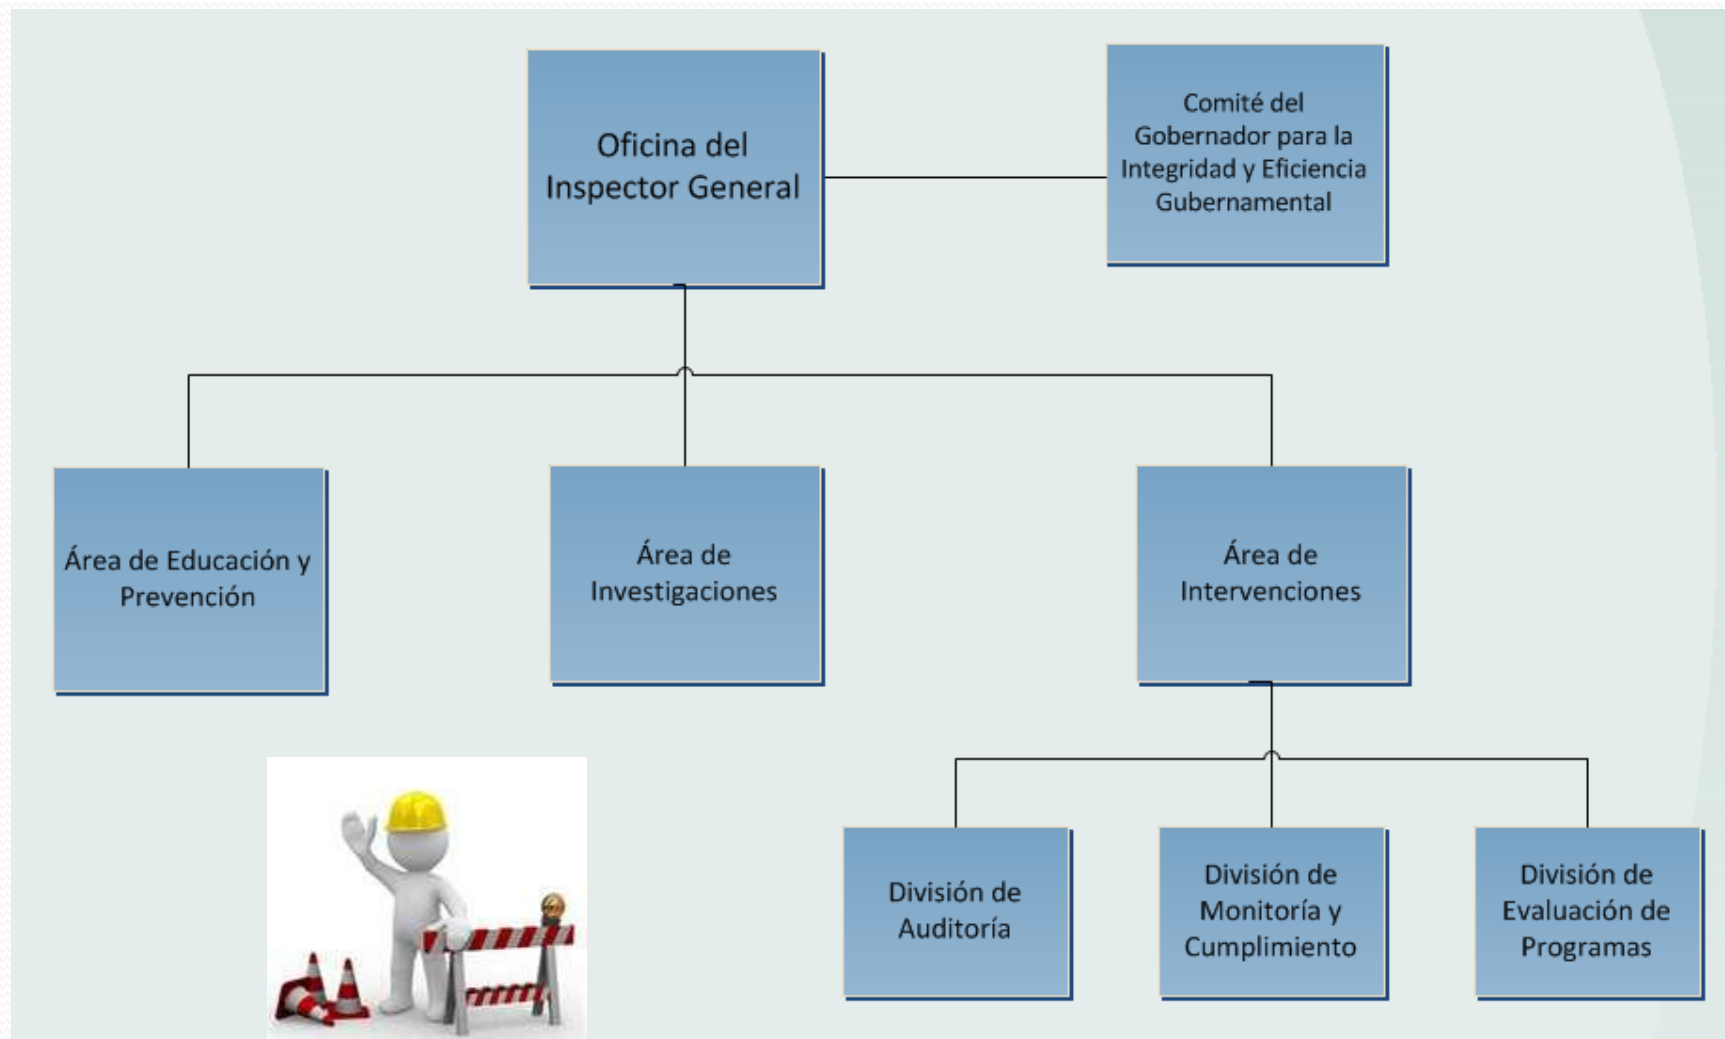 Oficina del
Inspector General
Comité del
Gobernador para la
Integridad y Eficiencia
Gubernamental
Área de Educación y
Prevención
Área de
Investigaciones
Área de
Intervenciones
División de
Auditoría
División de
Monitoría y
Cumplimiento
División de
Evaluación de
Programas